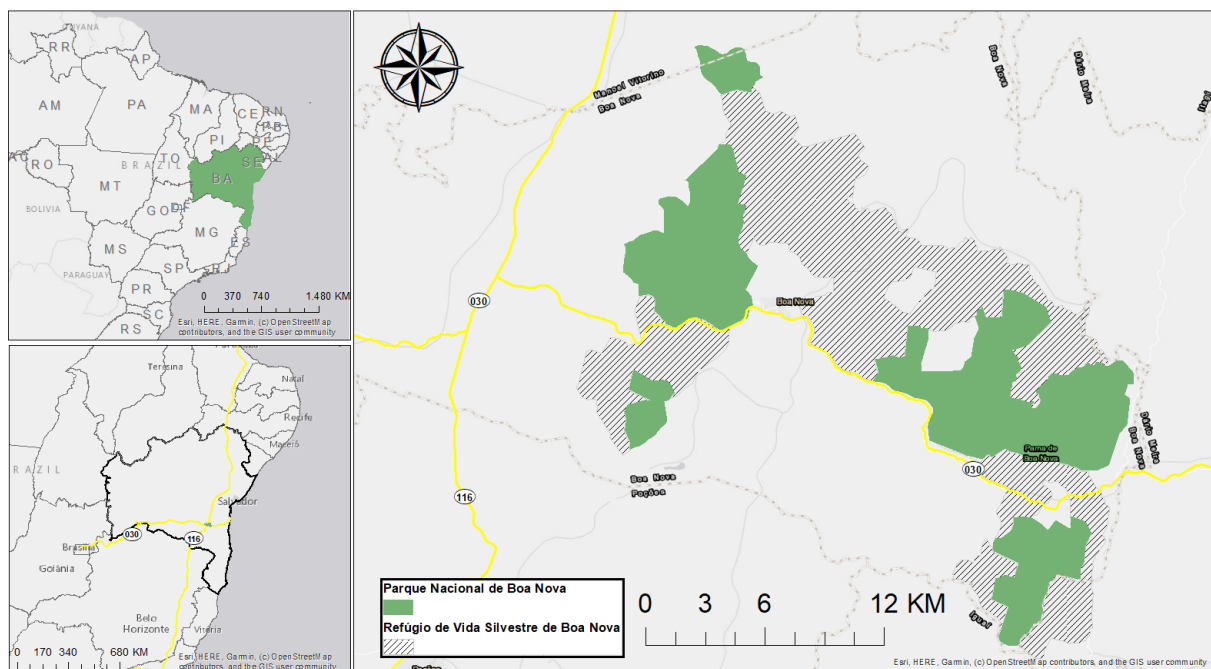 GUYANA
RR
AP
AM
PA
MA
CE
RN
PB
PE
PI
AL
AC
RO
TO
SE
BRAZIL
BA
MT
BOLIVIA
GO
DF
MG
ES
MS
SP
RJ
PARAGUAY
PR
SC
RS
0 370 740 1.480 KM
Esri, HERE, Garmin, (c) OpenStreetMap
contributors, and the GIS user community
Teresina
Natal
Recife
Maceió
RAZIL
Salvador
030
116
Brasília
Goiânia
Belo
Horizonte
Vitória
0 170 340 680 KM
Esri, HERE, Garmin, (c) OpenStreetMap
contributors, and the GIS user community
Manoel Vitorino
Boa Nova
Boa Nova
Dário Meira
030
Boa Nova
Parna de
Boa Nova
Dário Meira
Boa Nova
030
Boa Nova
Poções
116
Iguaí
Parque Nacional de Boa Nova
Refúgio de Vida Silvestre de Boa Nova
0 3 6 12 KM
Esri, HERE, Garmin, (c) OpenStreetMap contributors, and the GIS user community